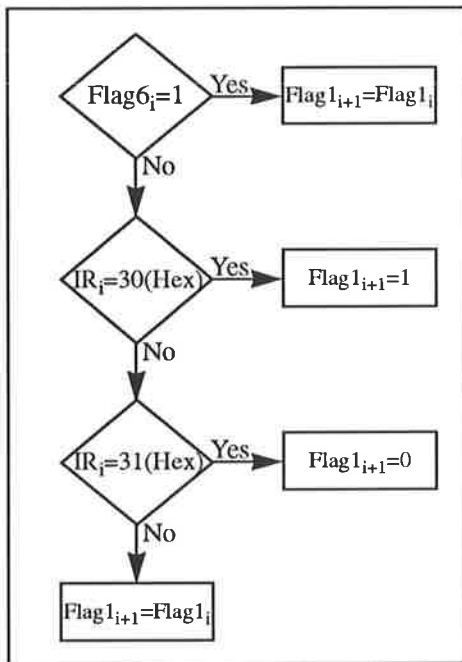 Flag6ᵢ=1
Yes
Flag1ᵢ₊₁=Flag1ᵢ
No
IRᵢ=30(Hex)
Yes
Flag1ᵢ₊₁=1
No
IRᵢ=31(Hex)
Yes
Flag1ᵢ₊₁=0
No
Flag1ᵢ₊₁=Flag1ᵢ